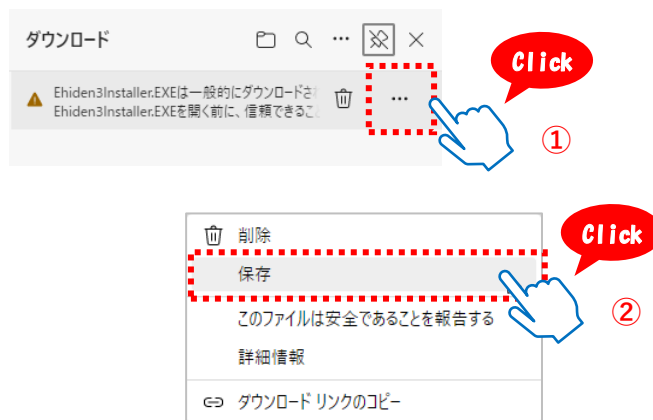 ダウンロード
Click
Ehiden3Installer.EXEは一般的にダウンロードさ
Ehiden3Installer.EXEを開く前に、信頼できるこ
①
削除
Click
保存
②
このファイルは安全であることを報告する
詳細情報
ダウンロード リンクのコピー